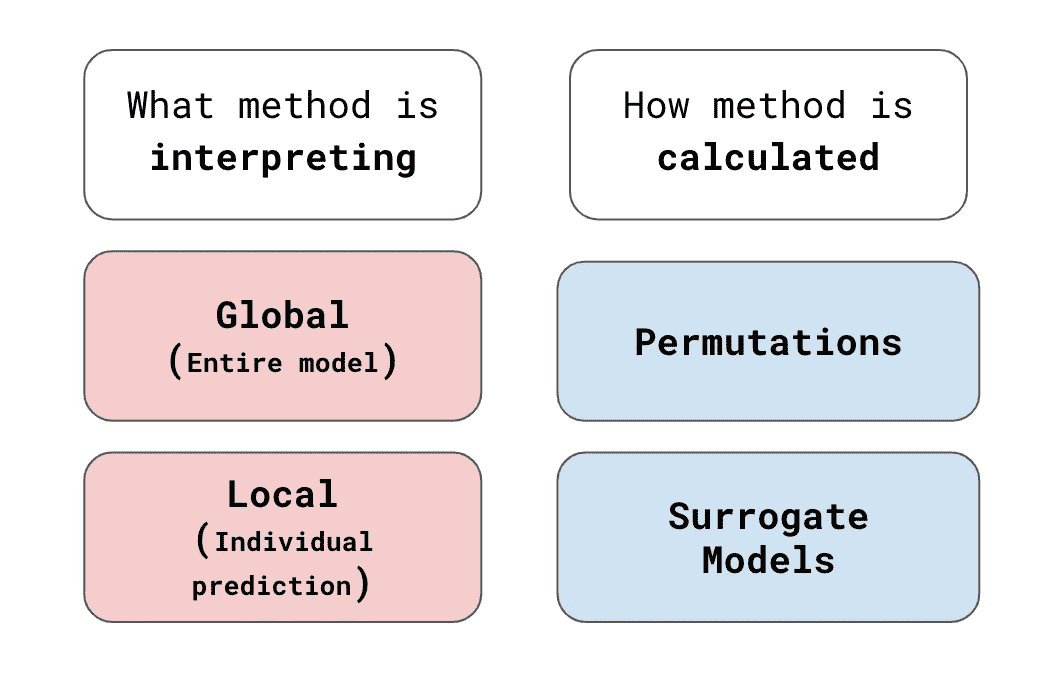 What method is
interpreting
How method is
calculated
Global
(Entire model)
Permutations
Local
(Individual
prediction)
Surrogate
Models